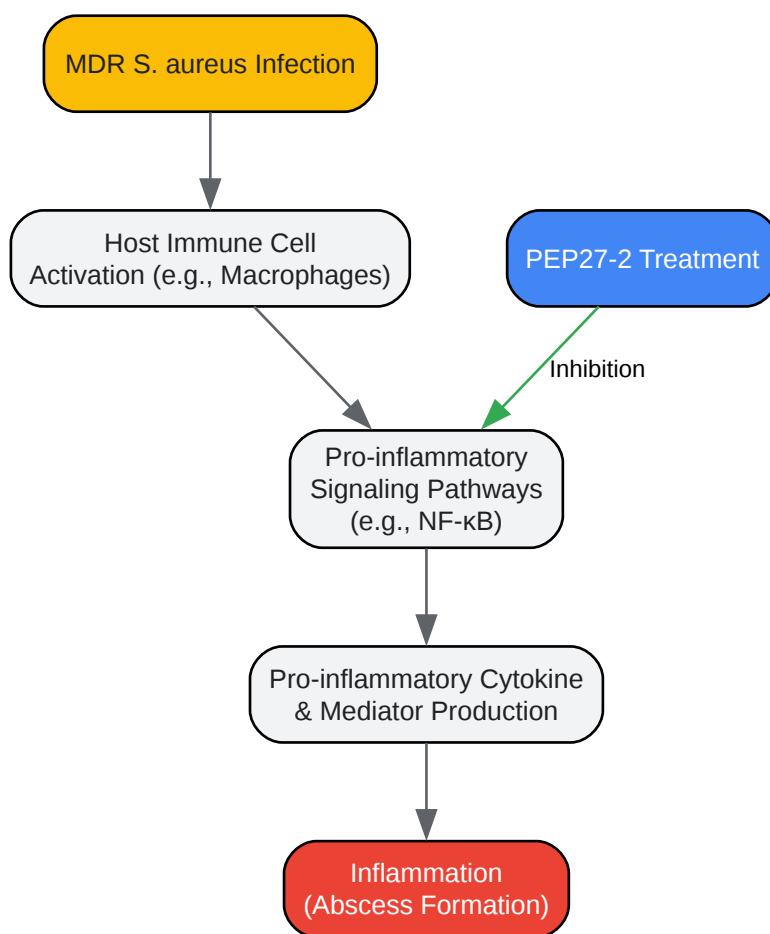 MDR S. aureus Infection
Host Immune Cell
Activation (e.g., Macrophages)
PEP27-2 Treatment
Inhibition
Pro-inflammatory
Signaling Pathways
(e.g., NF-κB)
Pro-inflammatory Cytokine
& Mediator Production
Inflammation
(Abscess Formation)